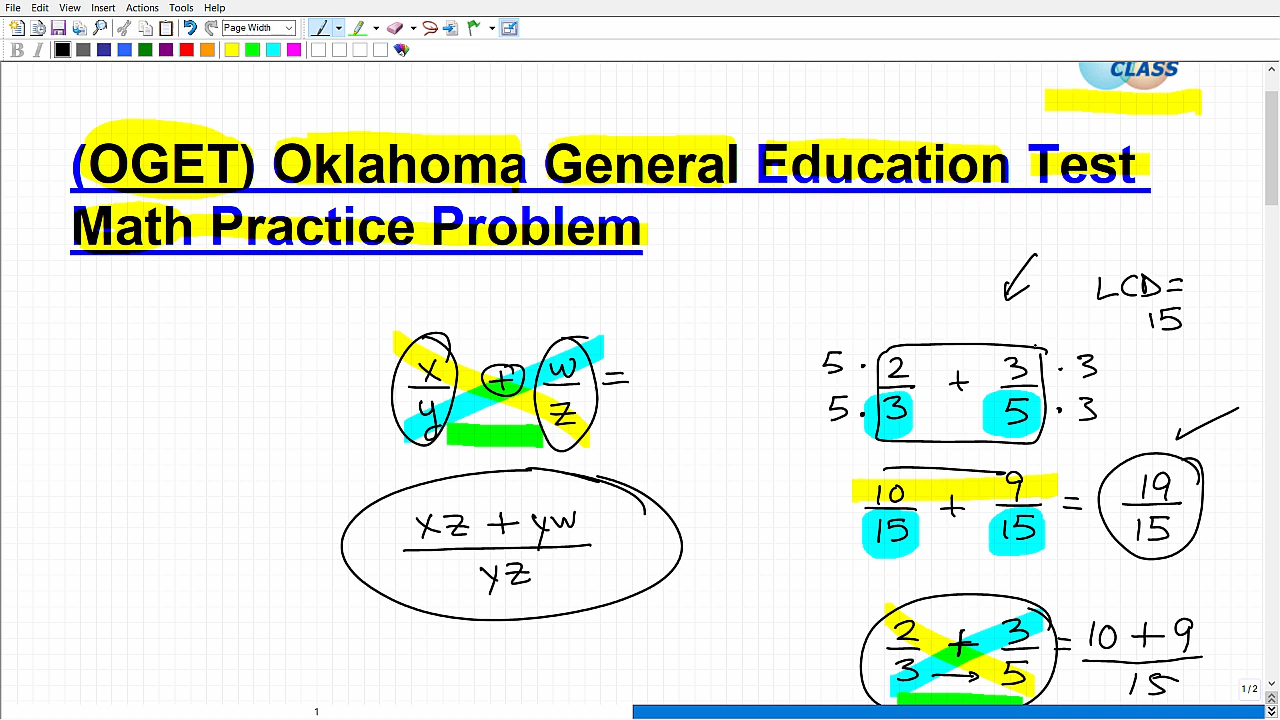 File Edit View Insert Actions Tools Help
Page Width
B I
CLASS
(OGET) Oklahoma General Education Test
Math Practice Problem
LCD=
15
x/y + w/z =
5 · 2/3 + 3/5 · 3
5 · · 3
10/15 + 9/15 = 19/15
xz + yw
yz
2/3 + 3/5 = 10 + 9
15
1/2
1